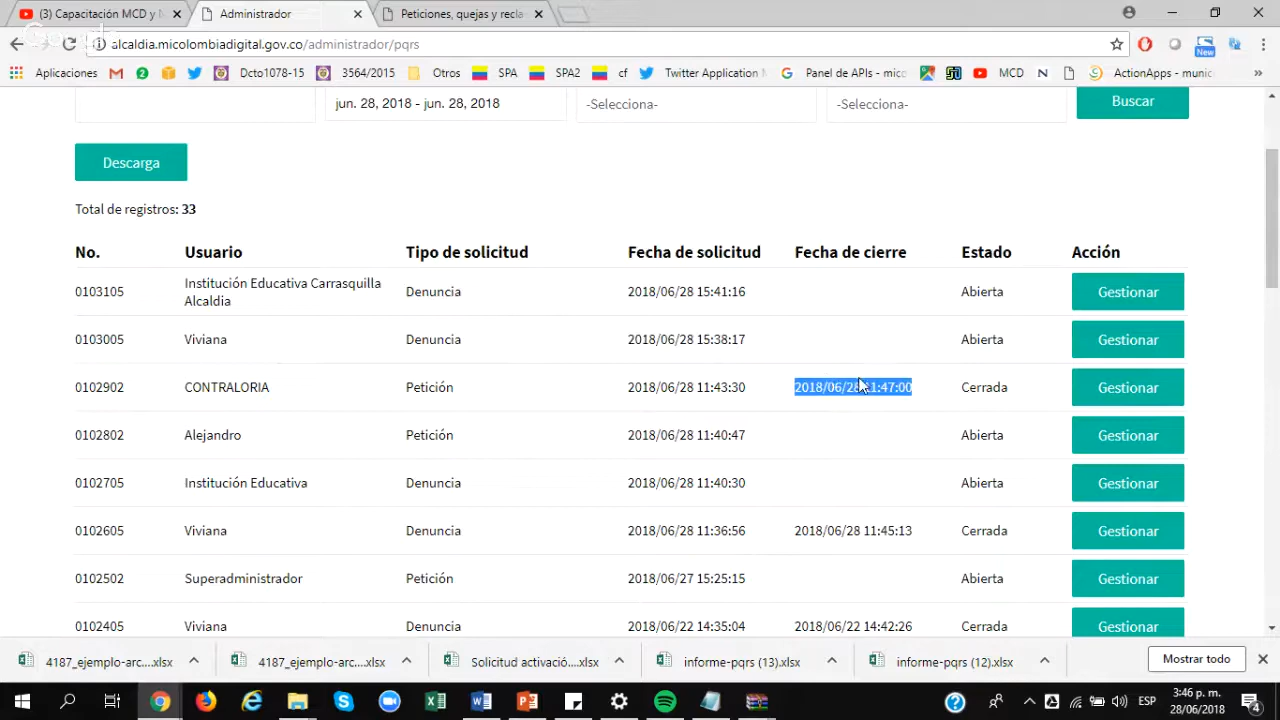 (3) Capacitación MCD y M
Administrador
Peticiones, quejas y recla
alcaldia.micolombiadigital.gov.co/administrador/pqrs
New
Aplicaciones
Dcto1078-15
3564/2015
Otros
SPA
SPA2
cf
Twitter Application M
Panel de APIs - mico
MCD
ActionApps - munic
jun. 28, 2018 - jun. 28, 2018
-Selecciona-
-Selecciona-
Buscar
Descarga
Total de registros: 33
No. Usuario Tipo de solicitud Fecha de solicitud Fecha de cierre Estado Acción
0103105 Institución Educativa Carrasquilla Denuncia 2018/06/28 15:41:16 Abierta Gestionar
Alcaldia
0103005 Viviana Denuncia 2018/06/28 15:38:17 Abierta Gestionar
0102902 CONTRALORIA Petición 2018/06/28 11:43:30 2018/06/28 11:47:00 Cerrada Gestionar
0102802 Alejandro Petición 2018/06/28 11:40:47 Abierta Gestionar
0102705 Institución Educativa Denuncia 2018/06/28 11:40:30 Abierta Gestionar
0102605 Viviana Denuncia 2018/06/28 11:36:56 2018/06/28 11:45:13 Cerrada Gestionar
0102502 Superadministrador Petición 2018/06/27 15:25:15 Abierta Gestionar
0102405 Viviana Denuncia 2018/06/22 14:35:04 2018/06/22 14:42:26 Cerrada Gestionar
4187_ejemplo-arc....xlsx
4187_ejemplo-arc....xlsx
Solicitud activació....xlsx
informe-pqrs (13).xlsx
informe-pqrs (12).xlsx
Mostrar todo
ESP
3:46 p. m.
28/06/2018
4